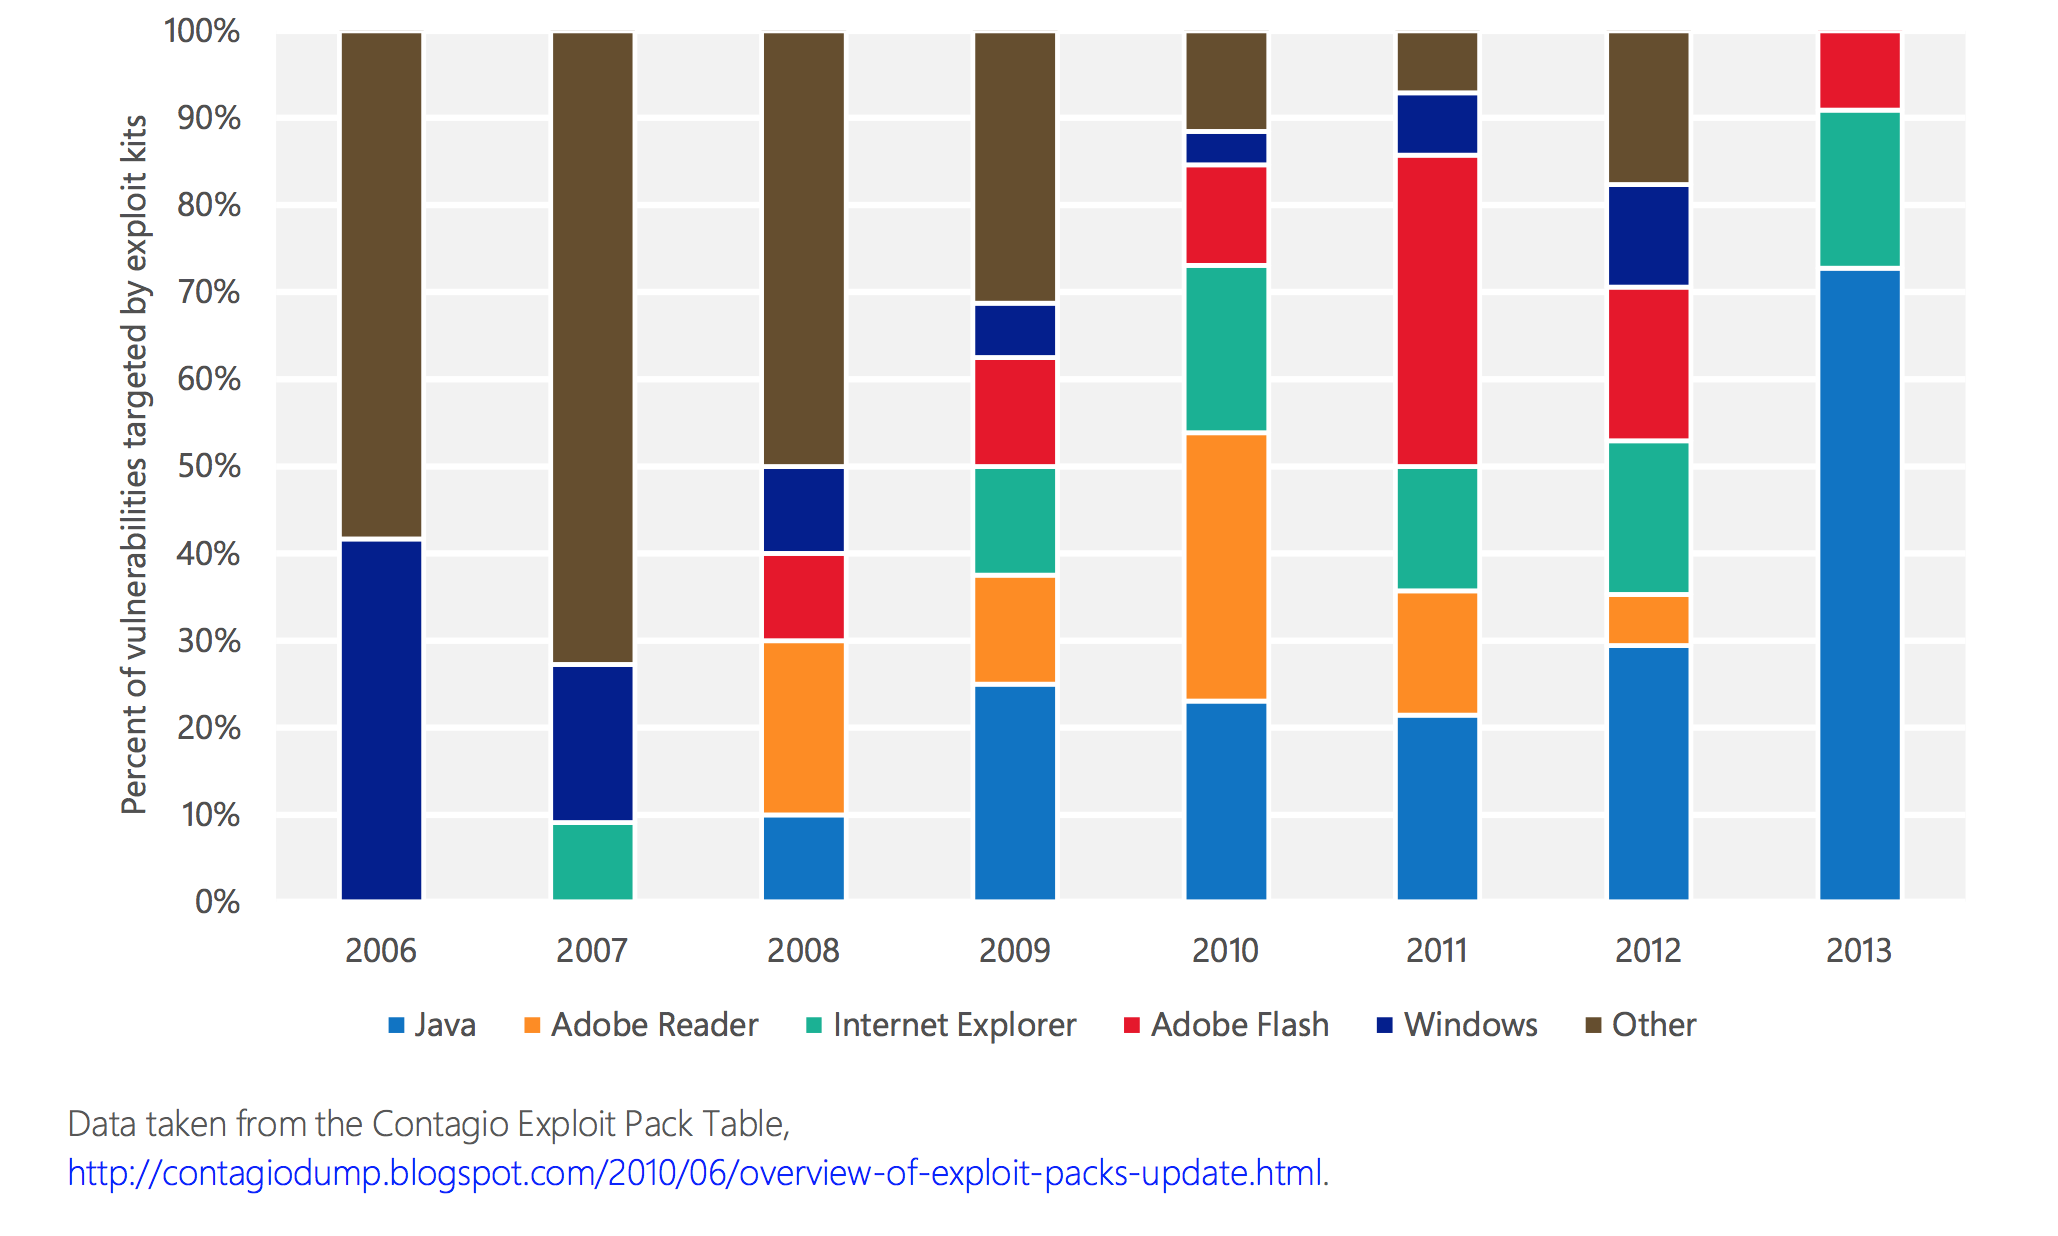 100%
90%
80%
70%
60%
50%
40%
30%
20%
10%
0%
Percent of vulnerabilities targeted by exploit kits
2006 2007 2008 2009 2010 2011 2012 2013
Java Adobe Reader Internet Explorer Adobe Flash Windows Other
Data taken from the Contagio Exploit Pack Table,
http://contagiodump.blogspot.com/2010/06/overview-of-exploit-packs-update.html.